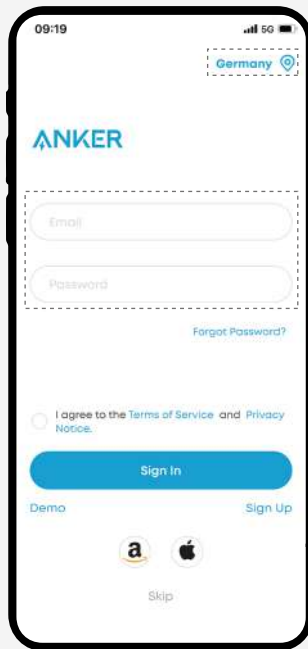 09:19 5G
Germany
ANKER
Email
Password
Forgot Password?
I agree to the Terms of Service and Privacy
Notice.
Sign In
Demo Sign Up
a
Skip